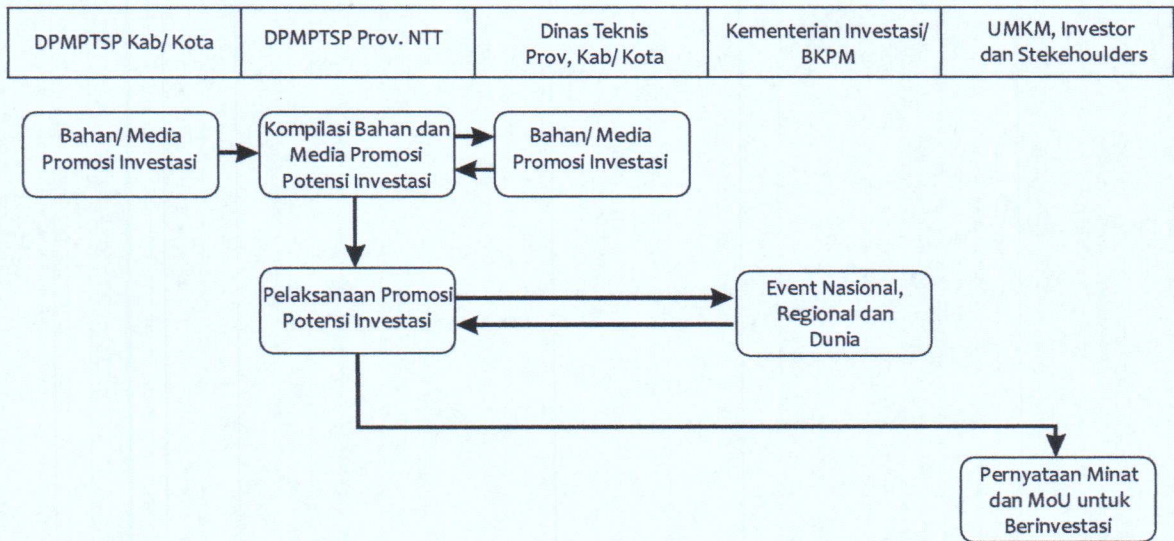 DPMPTSP Kab/ Kota
DPMPTSP Prov. NTT
Dinas Teknis
Prov, Kab/ Kota
Kementerian Investasi/
BKPM
UMKM, Investor
dan Stekehoulders
Bahan/ Media
Promosi Investasi
Kompilasi Bahan dan
Media Promosi
Potensi Investasi
Bahan/ Media
Promosi Investasi
Pelaksanaan Promosi
Potensi Investasi
Event Nasional,
Regional dan
Dunia
Pernyataan Minat
dan MoU untuk
Berinvestasi